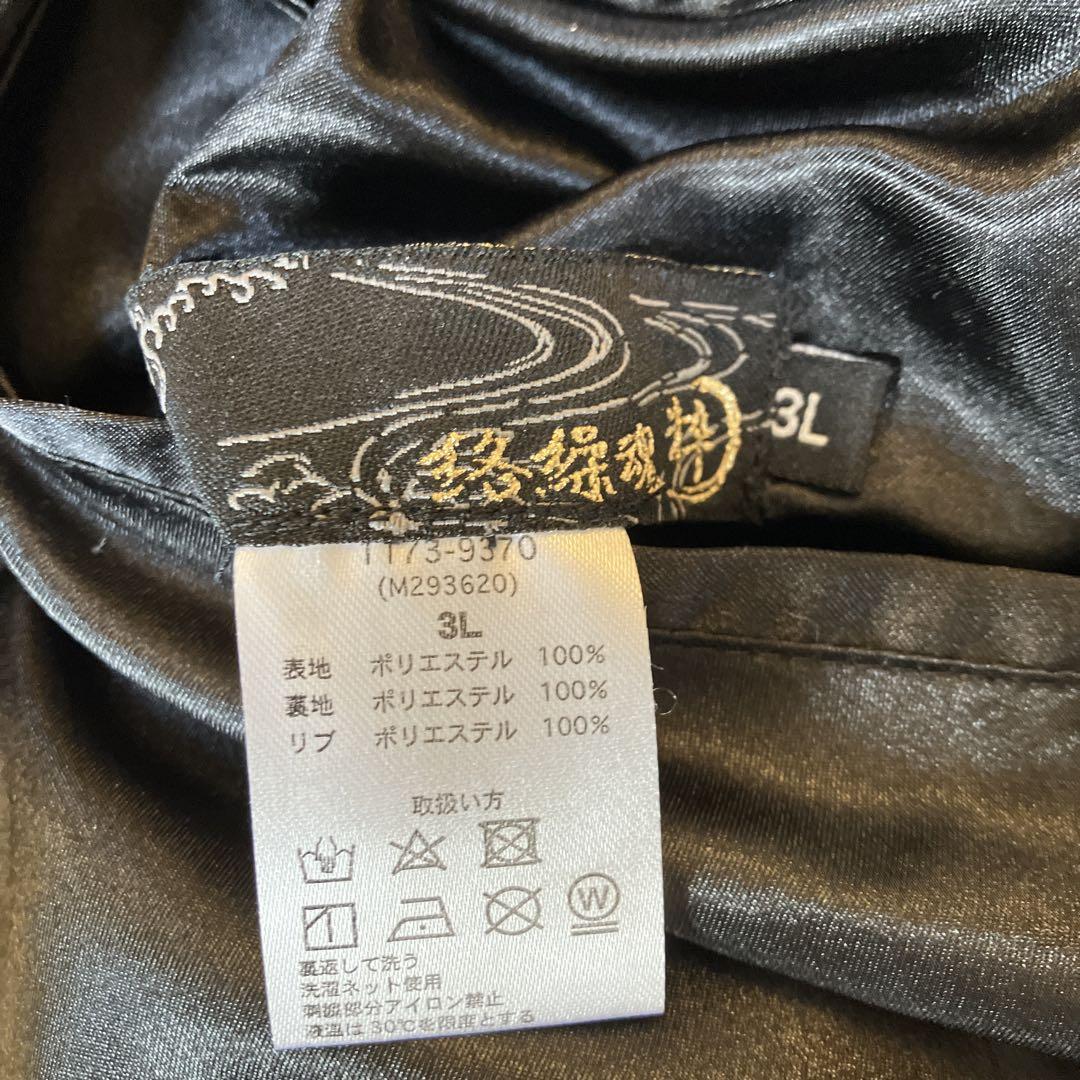 絡繰魂 粋
3L
1173-9370
(M293620)
3L
表地 ポリエステル 100%
裏地 ポリエステル 100%
リブ ポリエステル 100%
取扱い方
W
裏返して洗う
洗濯ネット使用
刺繍部分アイロン禁止
液温は30℃を限度とする